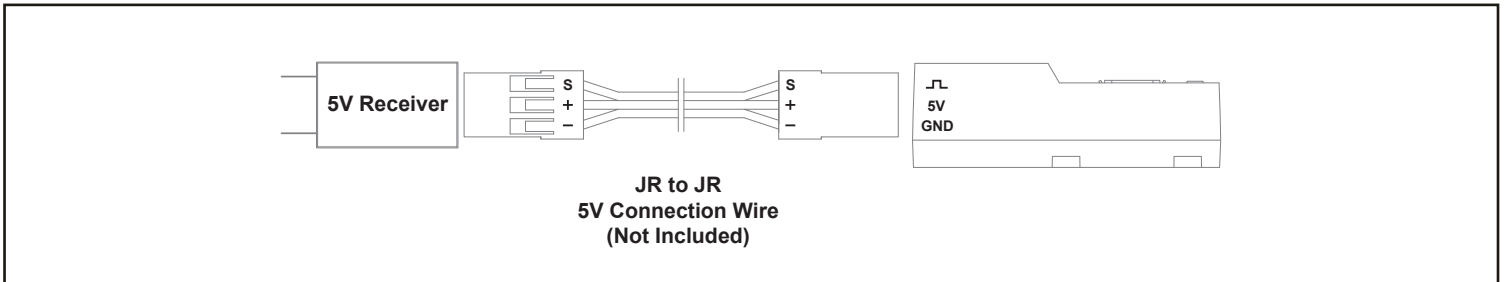 5V Receiver
S
+
–
S
+
–
5V
GND
JR to JR
5V Connection Wire
(Not Included)